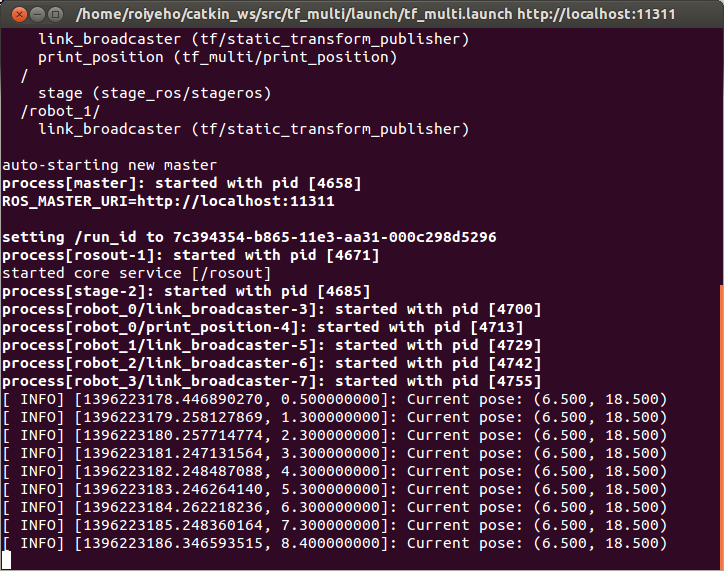 /home/roiyeho/catkin_ws/src/tf_multi/launch/tf_multi.launch http://localhost:11311
link_broadcaster (tf/static_transform_publisher)
print_position (tf_multi/print_position)
/
stage (stage_ros/stageros)
/robot_1/
link_broadcaster (tf/static_transform_publisher)
auto-starting new master
process[master]: started with pid [4658]
ROS_MASTER_URI=http://localhost:11311
setting /run_id to 7c394354-b865-11e3-aa31-000c298d5296
process[rosout-1]: started with pid [4671]
started core service [/rosout]
process[stage-2]: started with pid [4685]
process[robot_0/link_broadcaster-3]: started with pid [4700]
process[robot_0/print_position-4]: started with pid [4713]
process[robot_1/link_broadcaster-5]: started with pid [4729]
process[robot_2/link_broadcaster-6]: started with pid [4742]
process[robot_3/link_broadcaster-7]: started with pid [4755]
[ INFO] [1396223178.446890270, 0.500000000]: Current pose: (6.500, 18.500)
[ INFO] [1396223179.258127869, 1.300000000]: Current pose: (6.500, 18.500)
[ INFO] [1396223180.257714774, 2.300000000]: Current pose: (6.500, 18.500)
[ INFO] [1396223181.247131564, 3.300000000]: Current pose: (6.500, 18.500)
[ INFO] [1396223182.248487088, 4.300000000]: Current pose: (6.500, 18.500)
[ INFO] [1396223183.246264140, 5.300000000]: Current pose: (6.500, 18.500)
[ INFO] [1396223184.262218236, 6.300000000]: Current pose: (6.500, 18.500)
[ INFO] [1396223185.248360164, 7.300000000]: Current pose: (6.500, 18.500)
[ INFO] [1396223186.346593515, 8.400000000]: Current pose: (6.500, 18.500)